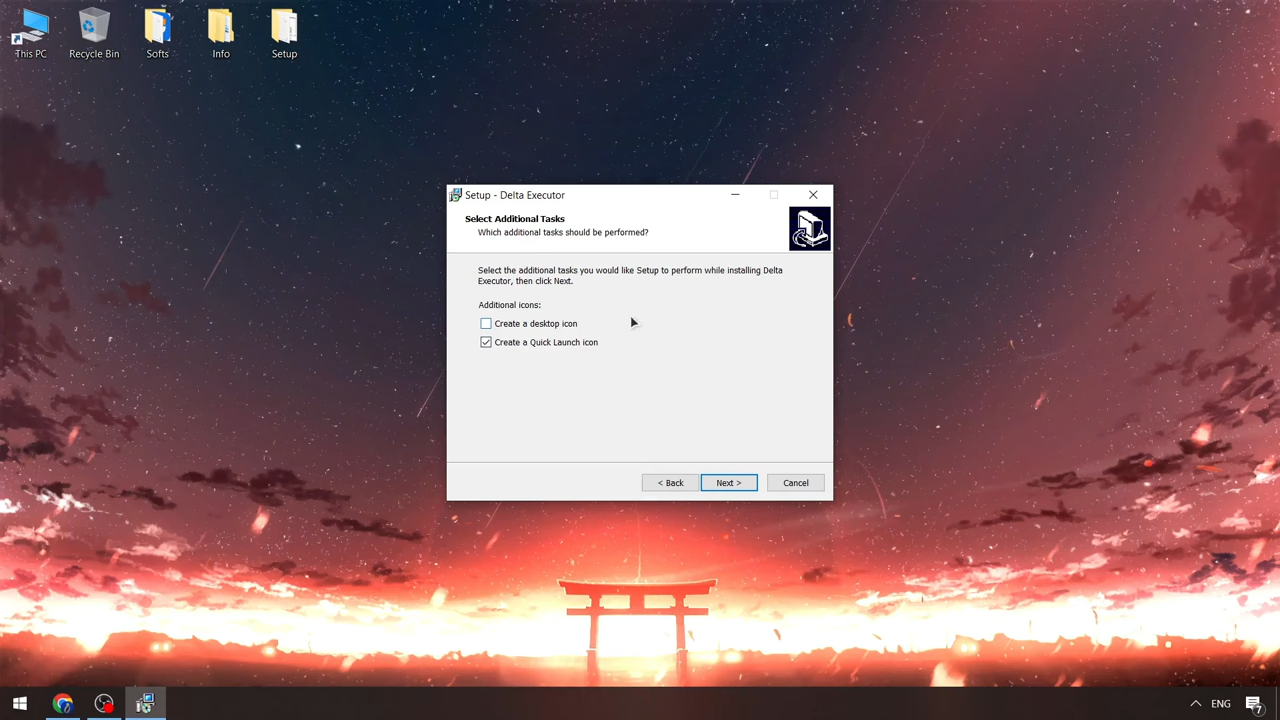 This PC
Recycle Bin
Softs
Info
Setup
Setup - Delta Executor
Select Additional Tasks
Which additional tasks should be performed?
Select the additional tasks you would like Setup to perform while installing Delta
Executor, then click Next.
Additional icons:
Create a desktop icon
Create a Quick Launch icon
< Back
Next >
Cancel
ENG
7